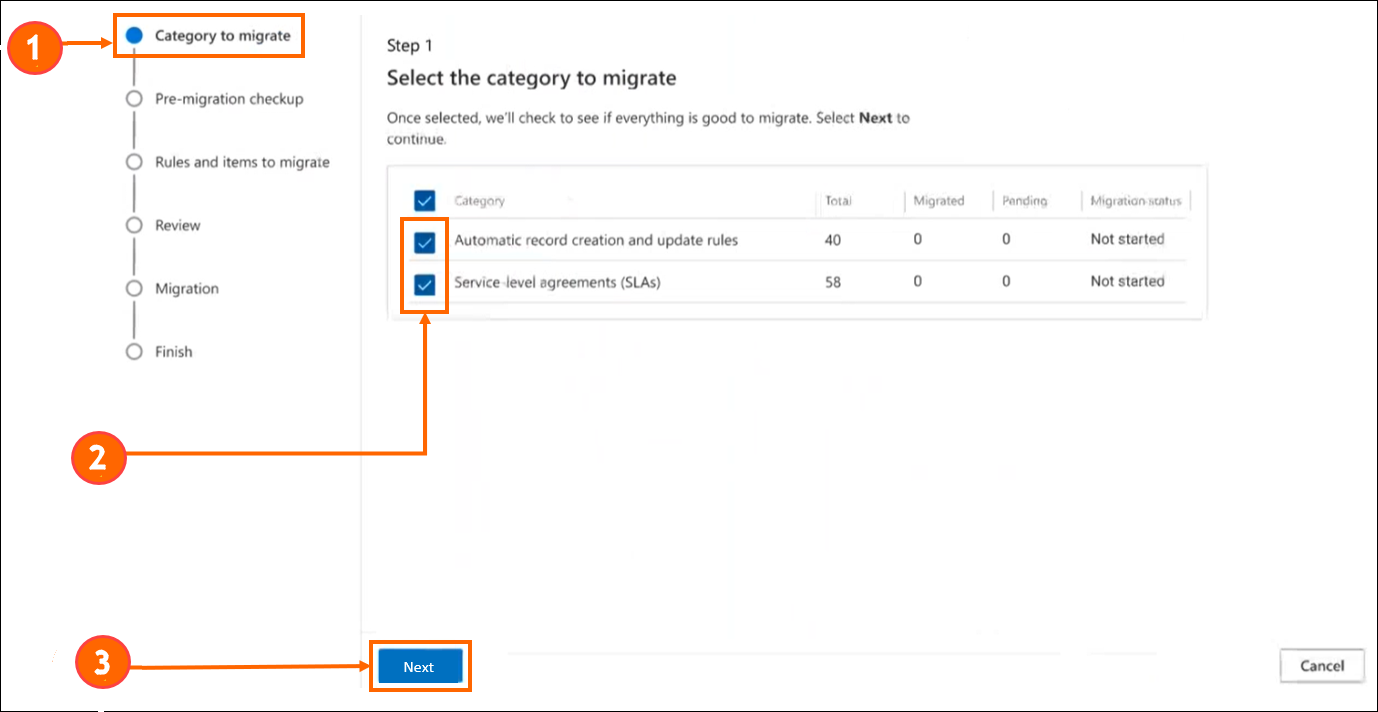 1
Category to migrate
Pre-migration checkup
Rules and items to migrate
Review
Migration
Finish
Step 1
Select the category to migrate
Once selected, we'll check to see if everything is good to migrate. Select Next to
continue.
Category Total Migrated Pending Migration status
Automatic record creation and update rules 40 0 0 Not started
Service-level agreements (SLAs) 58 0 0 Not started
2
3
Next
Cancel